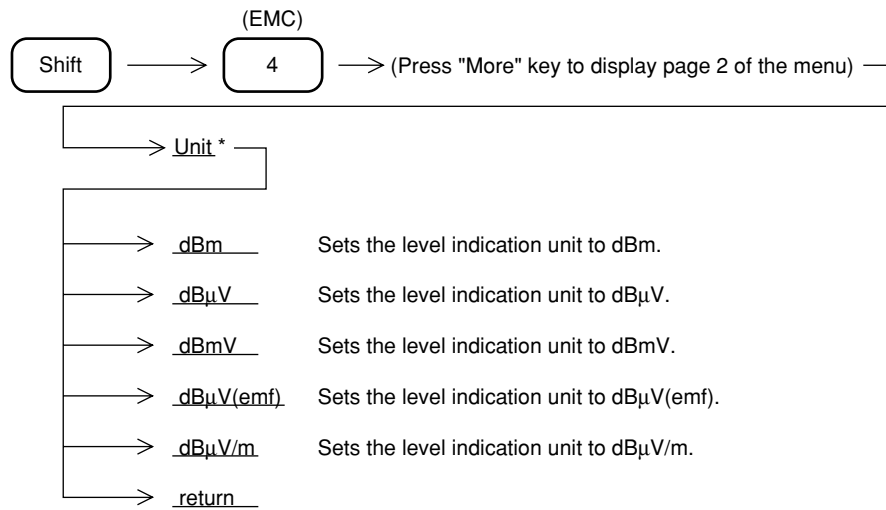 (EMC)
Shift 4 (Press "More" key to display page 2 of the menu)
Unit *
dBm Sets the level indication unit to dBm.
dBμV Sets the level indication unit to dBμV.
dBmV Sets the level indication unit to dBmV.
dBμV(emf) Sets the level indication unit to dBμV(emf).
dBμV/m Sets the level indication unit to dBμV/m.
return